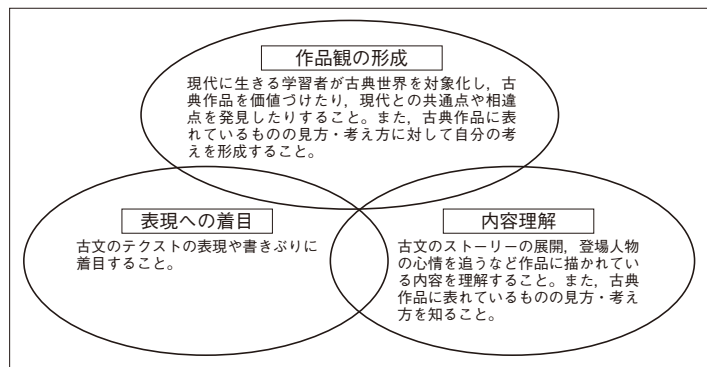 作品観の形成
現代に生きる学習者が古典世界を対象化し，古
典作品を価値づけたり，現代との共通点や相違
点を発見したりすること。また，古典作品に表
れているものの見方・考え方に対して自分の考
えを形成すること。
表現への着目
古文のテクストの表現や書きぶりに
着目すること。
内容理解
古文のストーリーの展開，登場人物
の心情を追うなど作品に描かれてい
る内容を理解すること。また，古典
作品に表れているものの見方・考え
方を知ること。